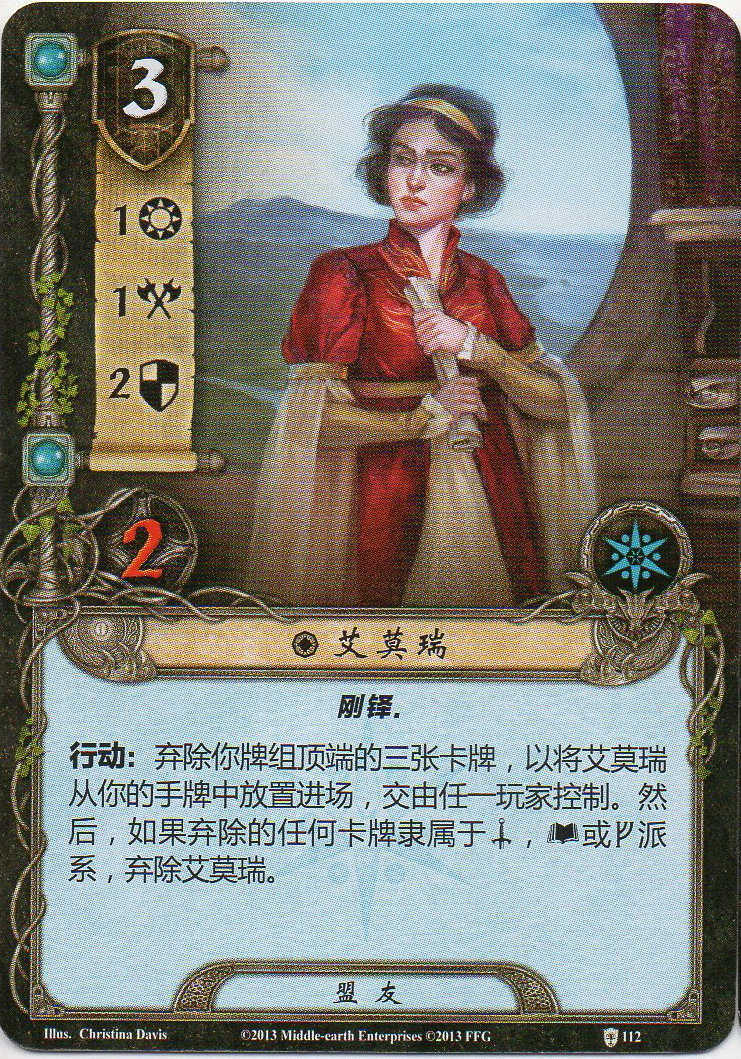 3
1
1
2
2
艾莫瑞
刚铎.
行动：弃除你牌组顶端的三张卡牌，以将艾莫瑞
从你的手牌中放置进场，交由任一玩家控制。然
后，如果弃除的任何卡牌隶属于，或派
系，弃除艾莫瑞。
盟友
Illus. Christina Davis ©2013 Middle-earth Enterprises ©2013 FFG 112